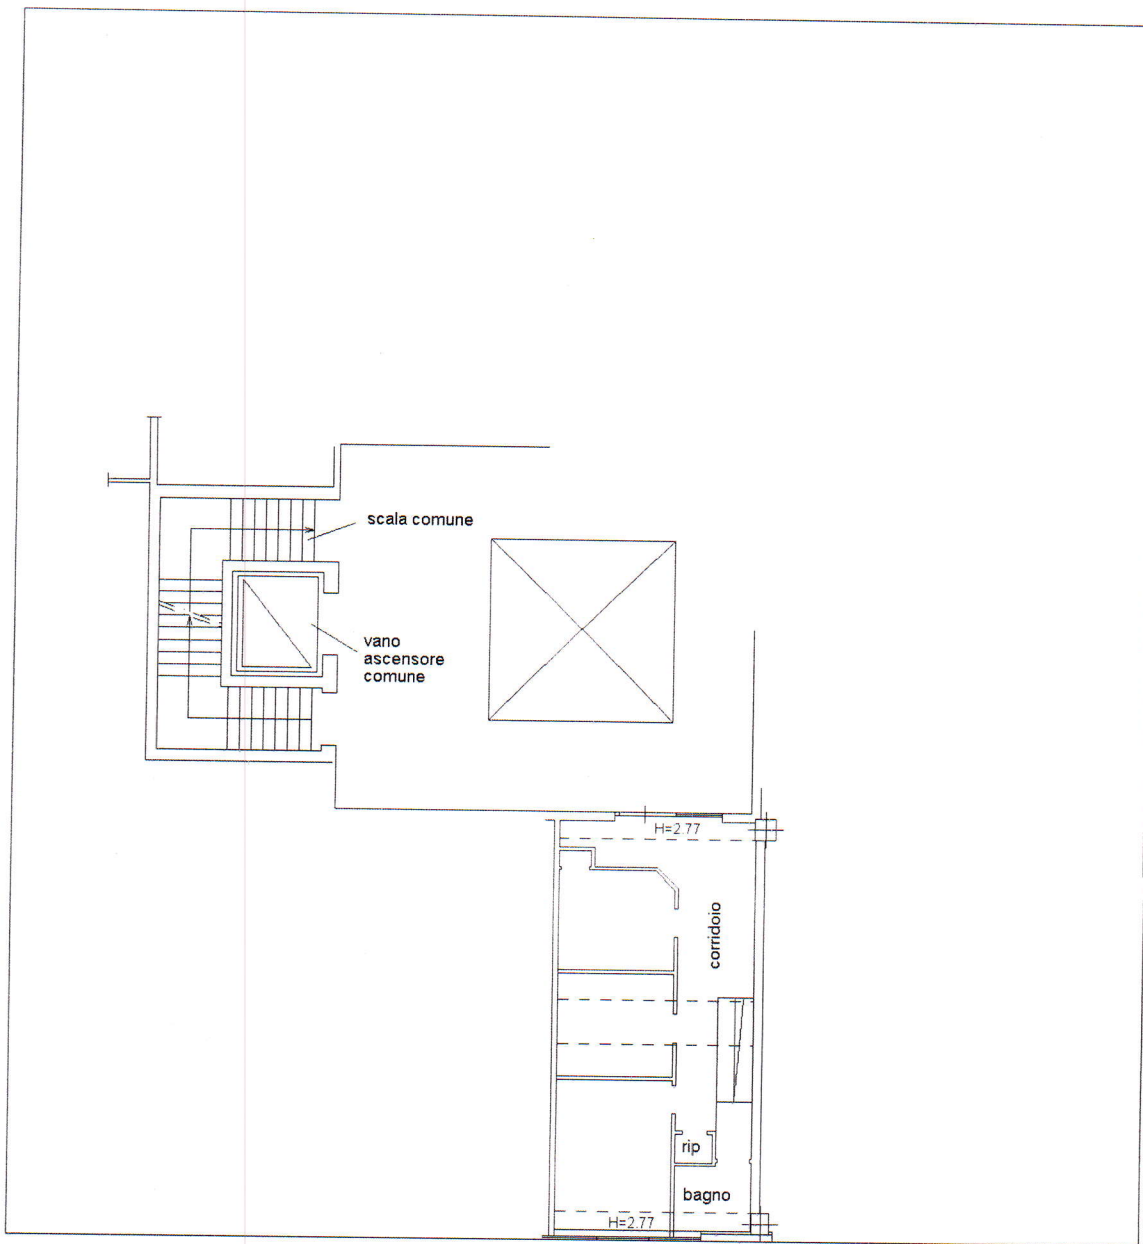 scala comune
vano
ascensore
comune
H=2.77
corridoio
rip
bagno
H=2.77